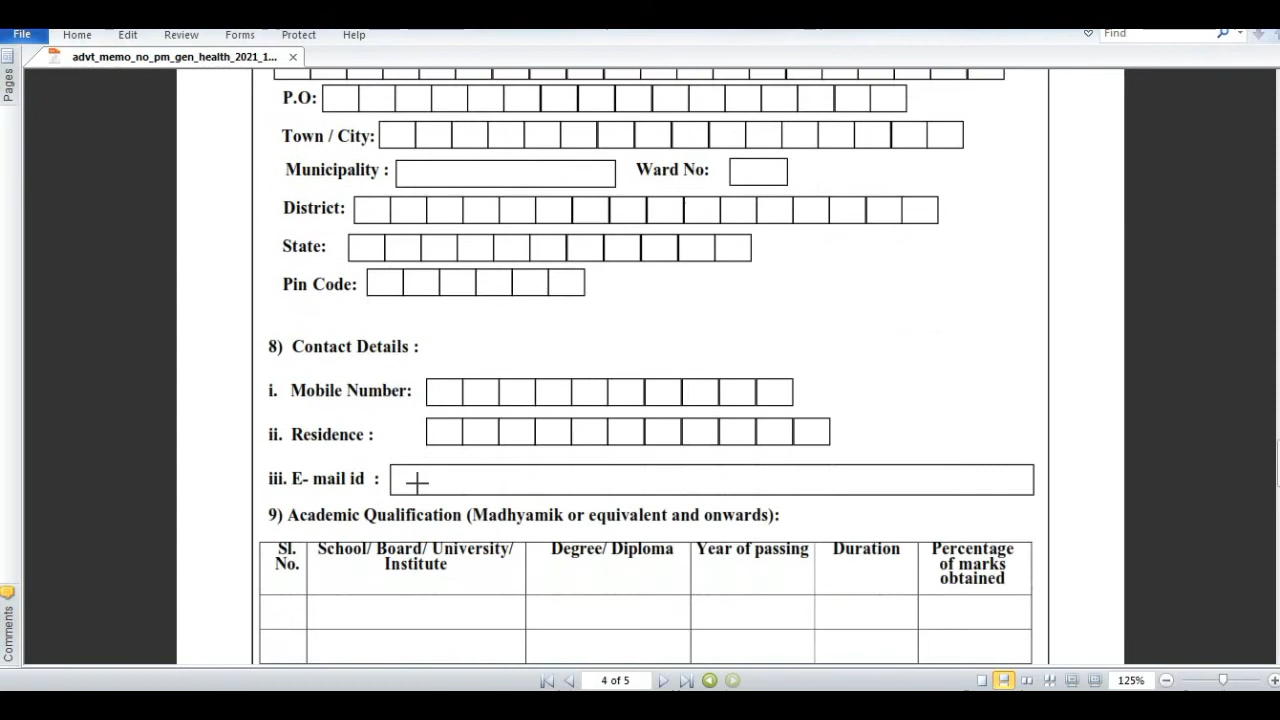 File Home Edit Review Forms Protect Help Find
advt_memo_no_pm_gen_health_2021_1...
Pages
P.O:
Town / City:
Municipality : Ward No:
District:
State:
Pin Code:
8) Contact Details :
i. Mobile Number:
ii. Residence :
iii. E- mail id :
9) Academic Qualification (Madhyamik or equivalent and onwards):
Sl. No. School/ Board/ University/ Institute Degree/ Diploma Year of passing Duration Percentage of marks obtained
Comments
4 of 5 125%